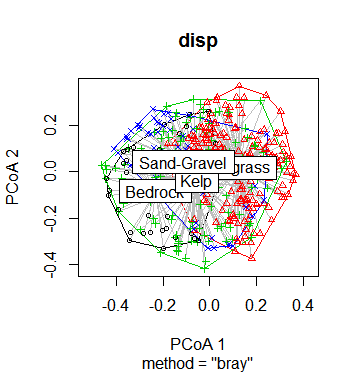 disp
PCoA 2
0.2
0.0
-0.2
-0.4
Sand-Gravel
grass
Kelp
Bedrock
-0.4
-0.2
0.0
0.2
0.4
PCoA 1
method = "bray"